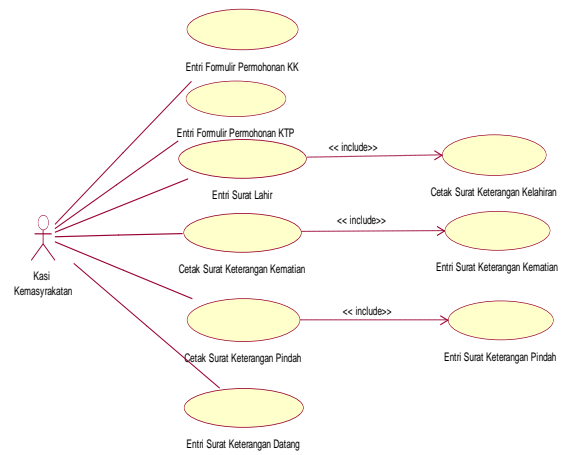 Entri Formulir Permohonan KK
Entri Formulir Permohonan KTP
<< include>>
Entri Surat Lahir
Cetak Surat Keterangan Kelahiran
<< include>>
Cetak Surat Keterangan Kematian
Entri Surat Keterangan Kematian
Kasi
Kemasyrakatan
<< include>>
Cetak Surat Keterangan Pindah
Entri Surat Keterangan Pindah
Entri Surat Keterangan Datang